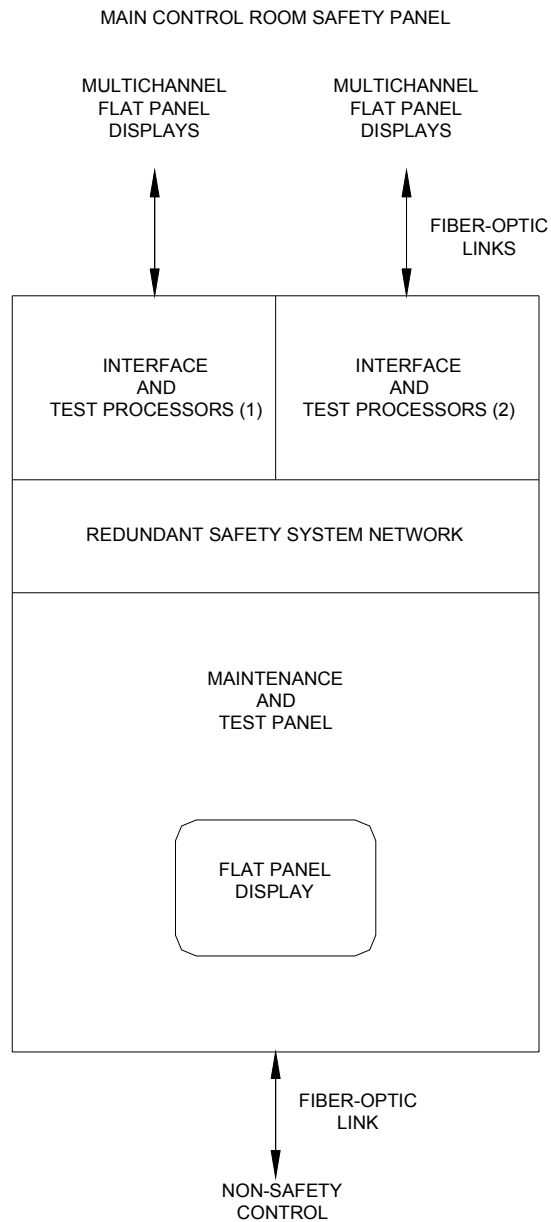 MAIN CONTROL ROOM SAFETY PANEL
MULTICHANNEL
FLAT PANEL
DISPLAYS
MULTICHANNEL
FLAT PANEL
DISPLAYS
FIBER-OPTIC
LINKS
INTERFACE
AND
TEST PROCESSORS (1)
INTERFACE
AND
TEST PROCESSORS (2)
REDUNDANT SAFETY SYSTEM NETWORK
MAINTENANCE
AND
TEST PANEL
FLAT PANEL
DISPLAY
FIBER-OPTIC
LINK
NON-SAFETY
CONTROL